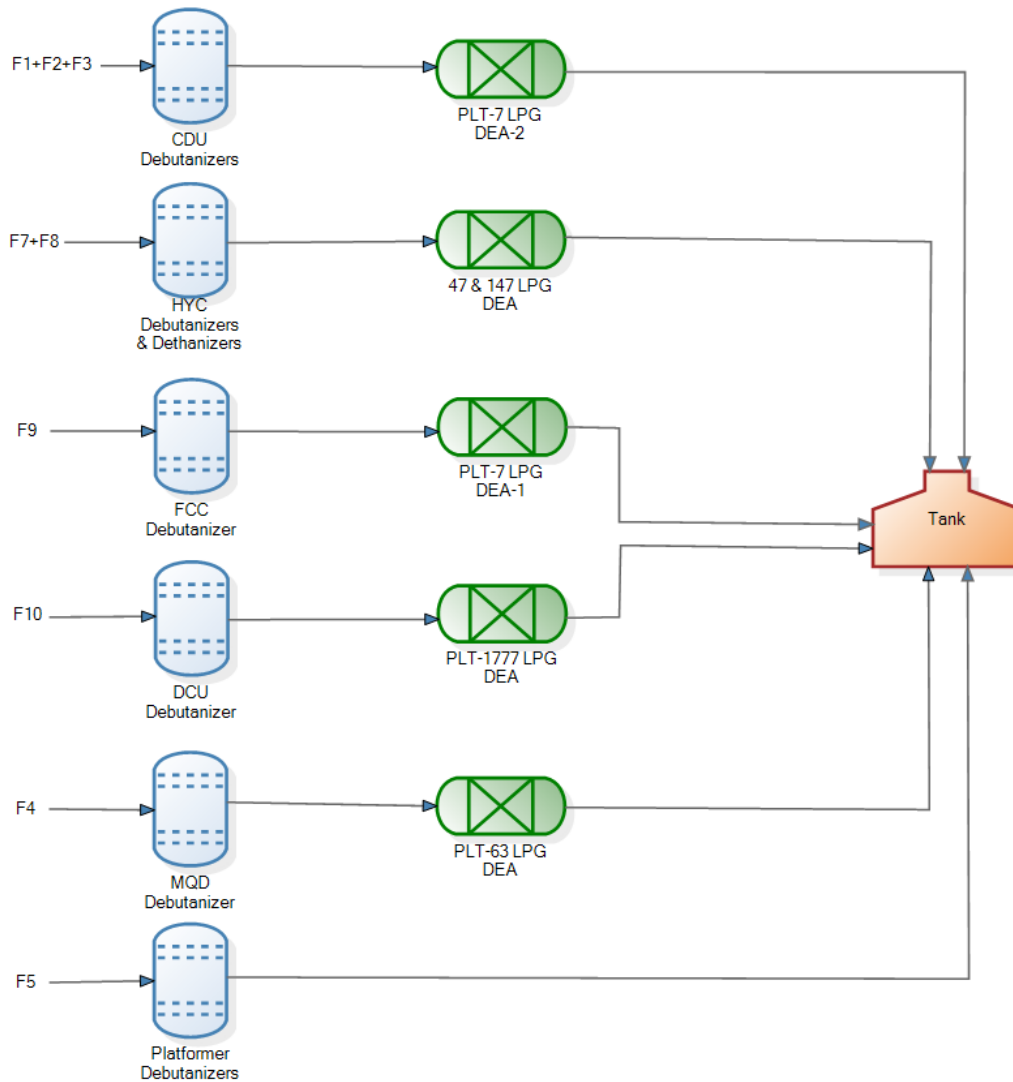 F1+F2+F3
CDU
Debutanizers
PLT-7 LPG
DEA-2
F7+F8
HYC
Debutanizers
& Dethanizers
47 & 147 LPG
DEA
F9
FCC
Debutanizer
PLT-7 LPG
DEA-1
Tank
F10
DCU
Debutanizer
PLT-1777 LPG
DEA
F4
MQD
Debutanizer
PLT-63 LPG
DEA
F5
Platformer
Debutanizers